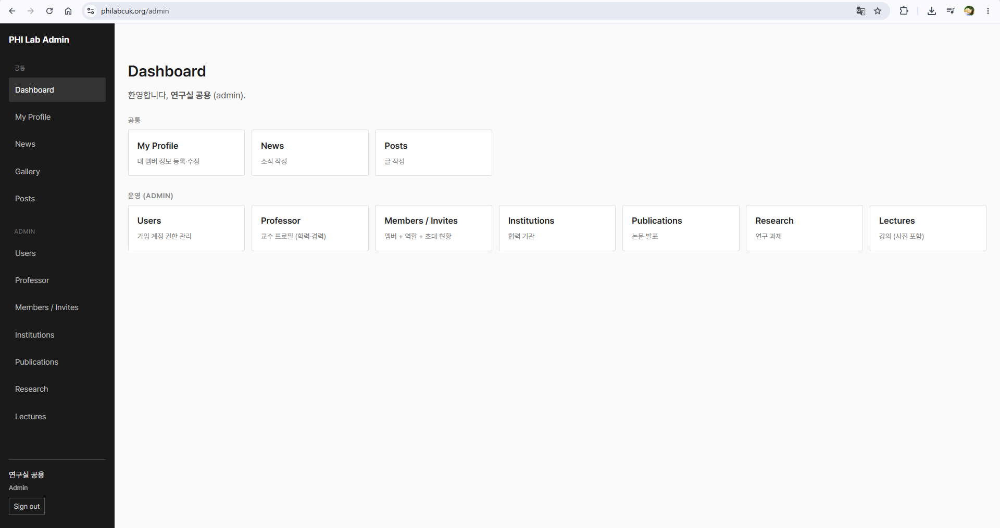 philabcuk.org/admin
PHI Lab Admin
공통
Dashboard
My Profile
News
Gallery
Posts
ADMIN
Users
Professor
Members / Invites
Institutions
Publications
Research
Lectures
연구실 공용
Admin
Sign out
Dashboard
환영합니다, 연구실 공용 (admin).
공통
My Profile
내 멤버 정보 등록·수정
News
소식 작성
Posts
글 작성
운영 (ADMIN)
Users
가입 계정 권한 관리
Professor
교수 프로필 (학력·경력)
Members / Invites
멤버 + 역할 + 초대 현황
Institutions
협력 기관
Publications
논문·발표
Research
연구 과제
Lectures
강의 (사진 포함)